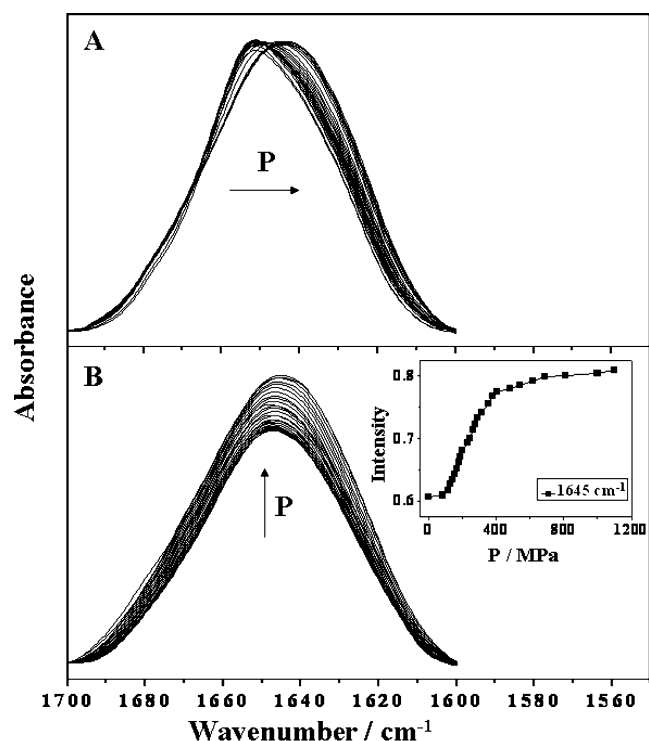 A
P
Absorbance
B
P
0.8
0.7
0.6
Intensity
1645 cm-1
0 400 800 1200
P / MPa
1700 1680 1660 1640 1620 1600 1580 1560
Wavenumber / cm-1